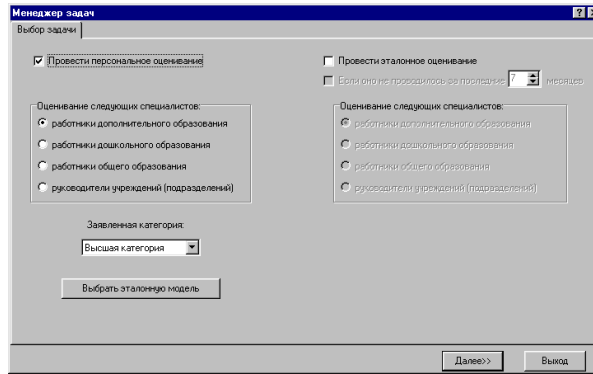 Менеджер задач
Выбор задачи
Провести персональное оценивание
Провести эталонное оценивание
Если оно не проводилось за последние 7 месяцев
Оценивание следующих специалистов:
работники дополнительного образования
работники дошкольного образования
работники общего образования
руководители учреждений (подразделений)
Оценивание следующих специалистов:
работники дополнительного образования
работники дошкольного образования
работники общего образования
руководители учреждений (подразделений)
Заявленная категория:
Высшая категория
Выбрать эталонную модель
Далее>>
Выход